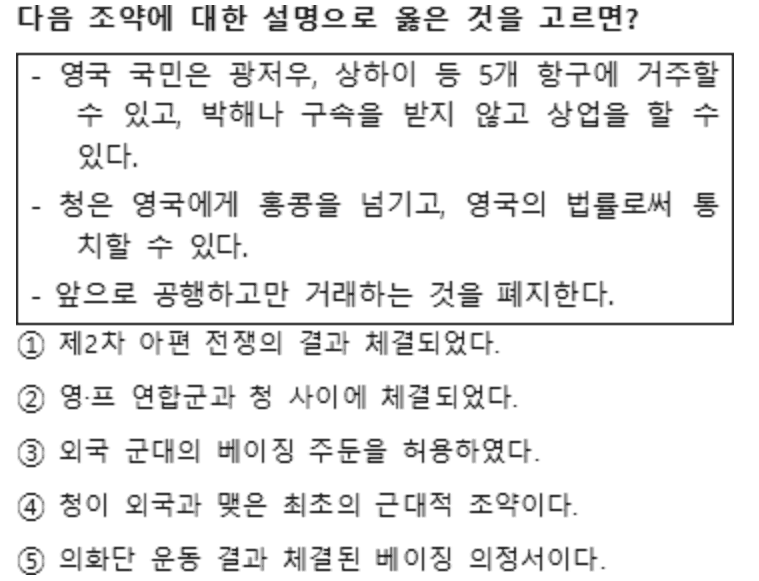 다음 조약에 대한 설명으로 옳은 것을 고르면?
- 영국 국민은 광저우, 상하이 등 5개 항구에 거주할
수 있고, 박해나 구속을 받지 않고 상업을 할 수
있다.
- 청은 영국에게 홍콩을 넘기고, 영국의 법률로써 통
치할 수 있다.
- 앞으로 공행하고만 거래하는 것을 폐지한다.
① 제2차 아편 전쟁의 결과 체결되었다.
② 영·프 연합군과 청 사이에 체결되었다.
③ 외국 군대의 베이징 주둔을 허용하였다.
④ 청이 외국과 맺은 최초의 근대적 조약이다.
⑤ 의화단 운동 결과 체결된 베이징 의정서이다.